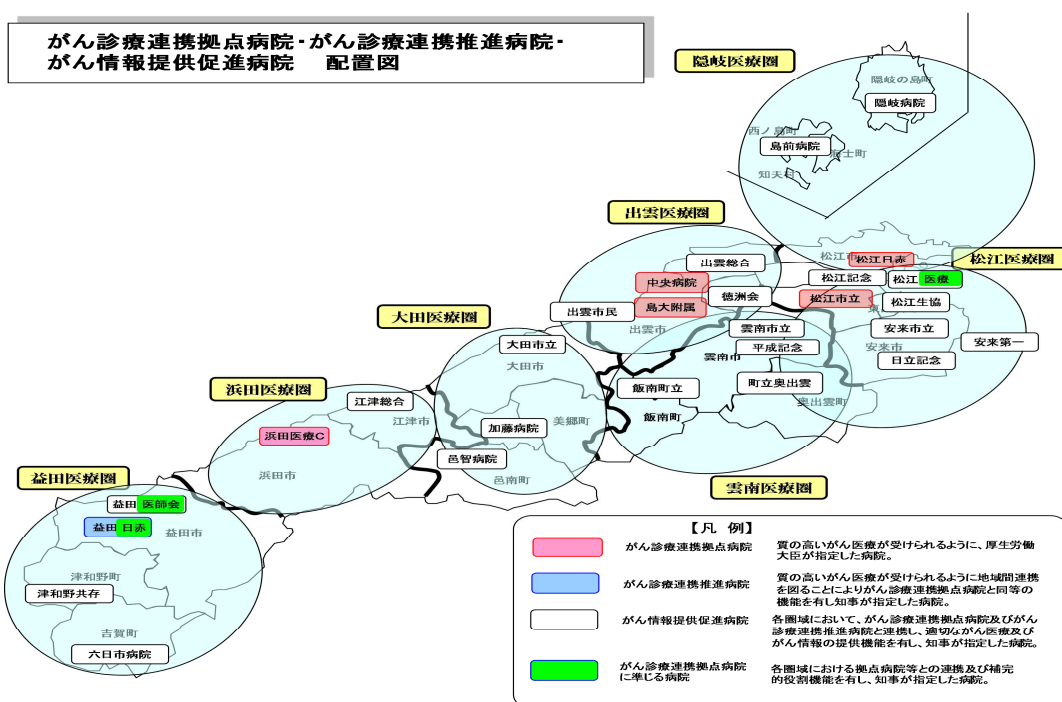 がん診療連携拠点病院・がん診療連携推進病院・
がん情報提供促進病院　配置図
隠岐医療圏
隠岐の島町
隠岐病院
西ノ島町
島前病院
海士町
知夫村
出雲医療圏
松江医療圏
松江市
松江日赤
出雲総合
松江記念
松江 医療
中央病院
徳洲会
松江市立
松江生協
島大附属
出雲市民
出雲市
東
大田医療圏
雲南市立
安来市立
大田市立
平成記念
安来市
安来第一
大田市
雲南市
日立記念
浜田医療圏
飯南町立
町立奥出雲
江津総合
奥出雲町
江津市
美郷町
飯南町
浜田医療C
加藤病院
邑智病院
浜田市
邑南町
益田医療圏
雲南医療圏
益田 医師会
益田 日赤
益田市
津和野町
津和野共存
吉賀町
六日市病院
【凡 例】
がん診療連携拠点病院
質の高いがん医療が受けられるように、厚生労働
大臣が指定した病院。
がん診療連携推進病院
質の高いがん医療が受けられるように地域間連携
を図ることによりがん診療連携拠点病院と同等の
機能を有し知事が指定した病院。
がん情報提供促進病院
各圏域において、がん診療連携拠点病院及びがん
診療連携推進病院と連携し、適切ながん医療及び
がん情報の提供機能を有し、知事が指定した病院。
がん診療連携拠点病院
に準じる病院
各圏域における拠点病院等との連携及び補完
的役割機能を有し、知事が指定した病院。